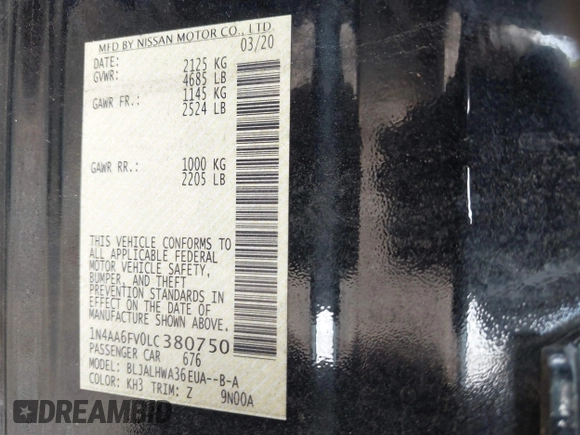 MFD BY NISSAN MOTOR CO., LTD.
DATE: 03/20
GVWR: 2125 KG
4685 LB
GAWR FR.: 1145 KG
2524 LB
GAWR RR.: 1000 KG
2205 LB
THIS VEHICLE CONFORMS TO
ALL APPLICABLE FEDERAL
MOTOR VEHICLE SAFETY,
BUMPER, AND THEFT
PREVENTION STANDARDS IN
EFFECT ON THE DATE OF
MANUFACTURE SHOWN ABOVE.
1N4AA6FV0LC380750
PASSENGER CAR 676
MODEL: BLJALHWA36EUA--B-A
COLOR: KH3 TRIM: Z 9N00A
DREAMBID